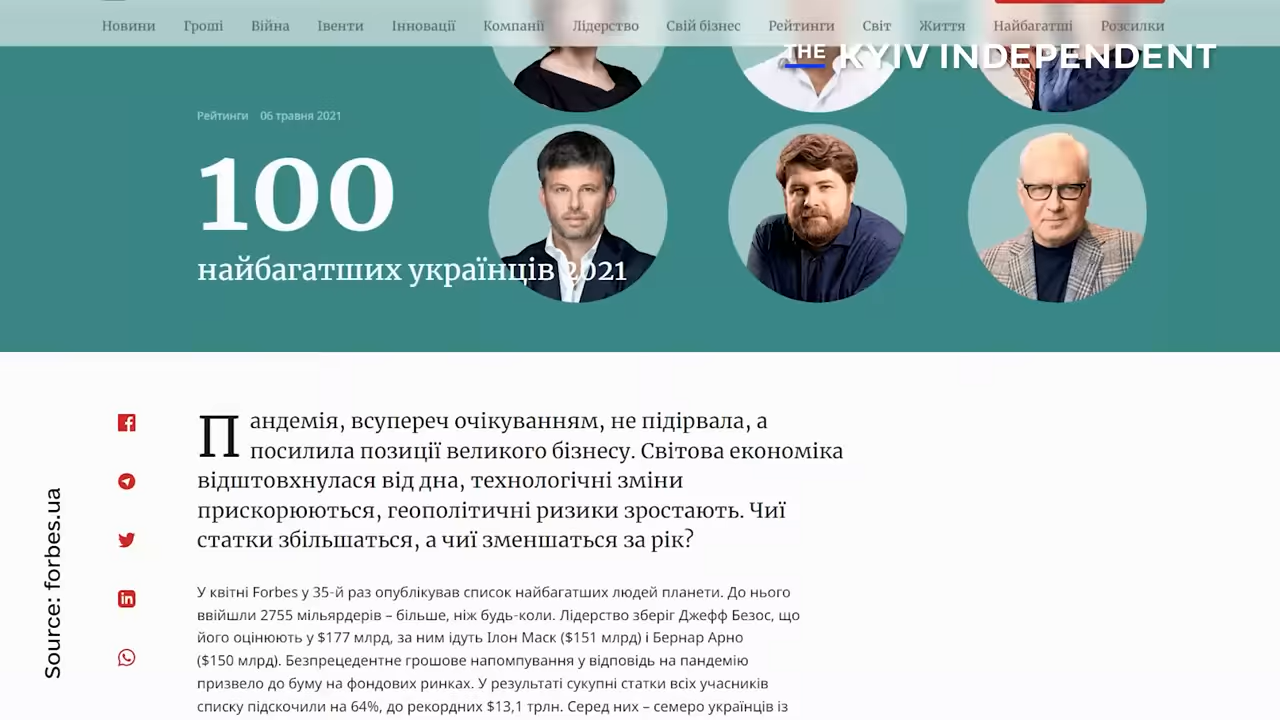 Новини Гроші Війна Івенти Інновації Компанії Лідерство Свій бізнес Рейтинги Світ Життя Найбагатші Розсилки
THE KYIV INDEPENDENT
Рейтинги 06 травня 2021
100
найбагатших українців 2021
Пандемія, всупереч очікуванням, не підірвала, а
посилила позиції великого бізнесу. Світова економіка
відштовхнулася від дна, технологічні зміни
прискорюються, геополітичні ризики зростають. Чиї
статки збільшаться, а чиї зменшаться за рік?
У квітні Forbes у 35-й раз опублікував список найбагатших людей планети. До нього
ввійшли 2755 мільярдерів – більше, ніж будь-коли. Лідерство зберіг Джефф Безос, що
його оцінюють у $177 млрд, за ним ідуть Ілон Маск ($151 млрд) і Бернар Арно
($150 млрд). Безпрецедентне грошове напомпування у відповідь на пандемію
призвело до буму на фондових ринках. У результаті сукупні статки всіх учасників
списку підскочили на 64%, до рекордних $13,1 трлн. Серед них – семеро українців із
Source: forbes.ua